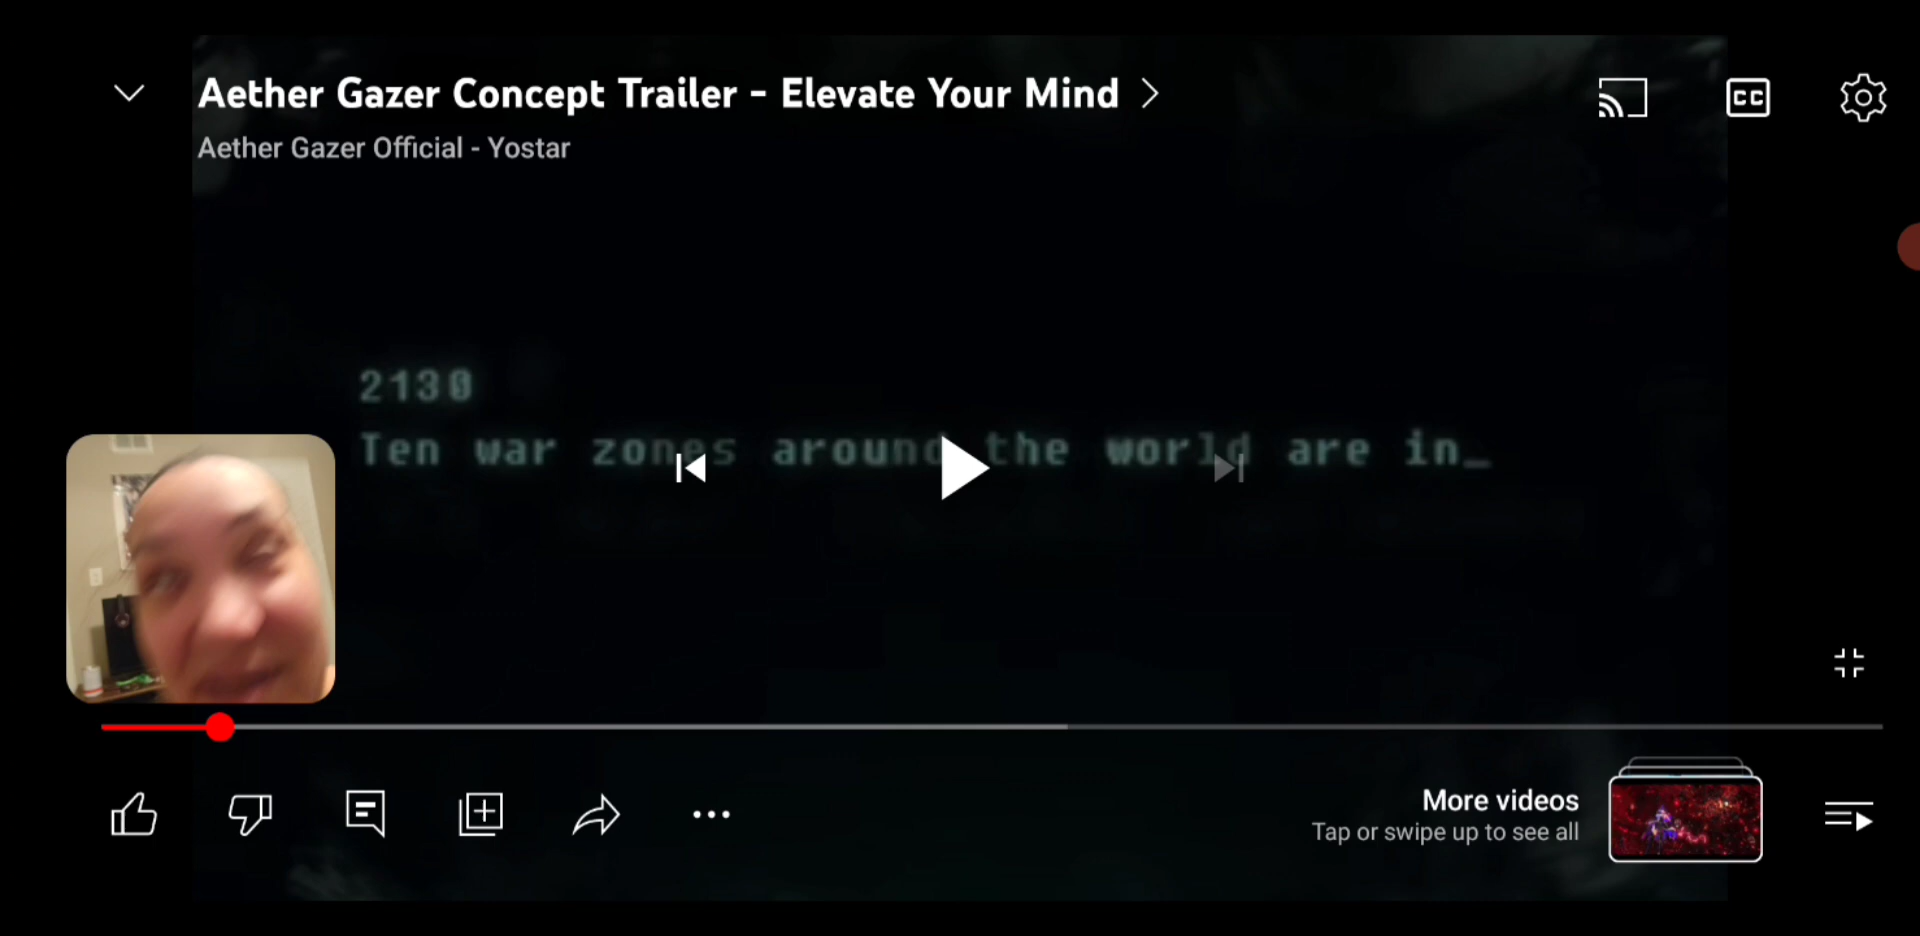 Aether Gazer Concept Trailer - Elevate Your Mind
Aether Gazer Official - Yostar
CC
2130
Ten war zones around the world are in_
More videos
Tap or swipe up to see all